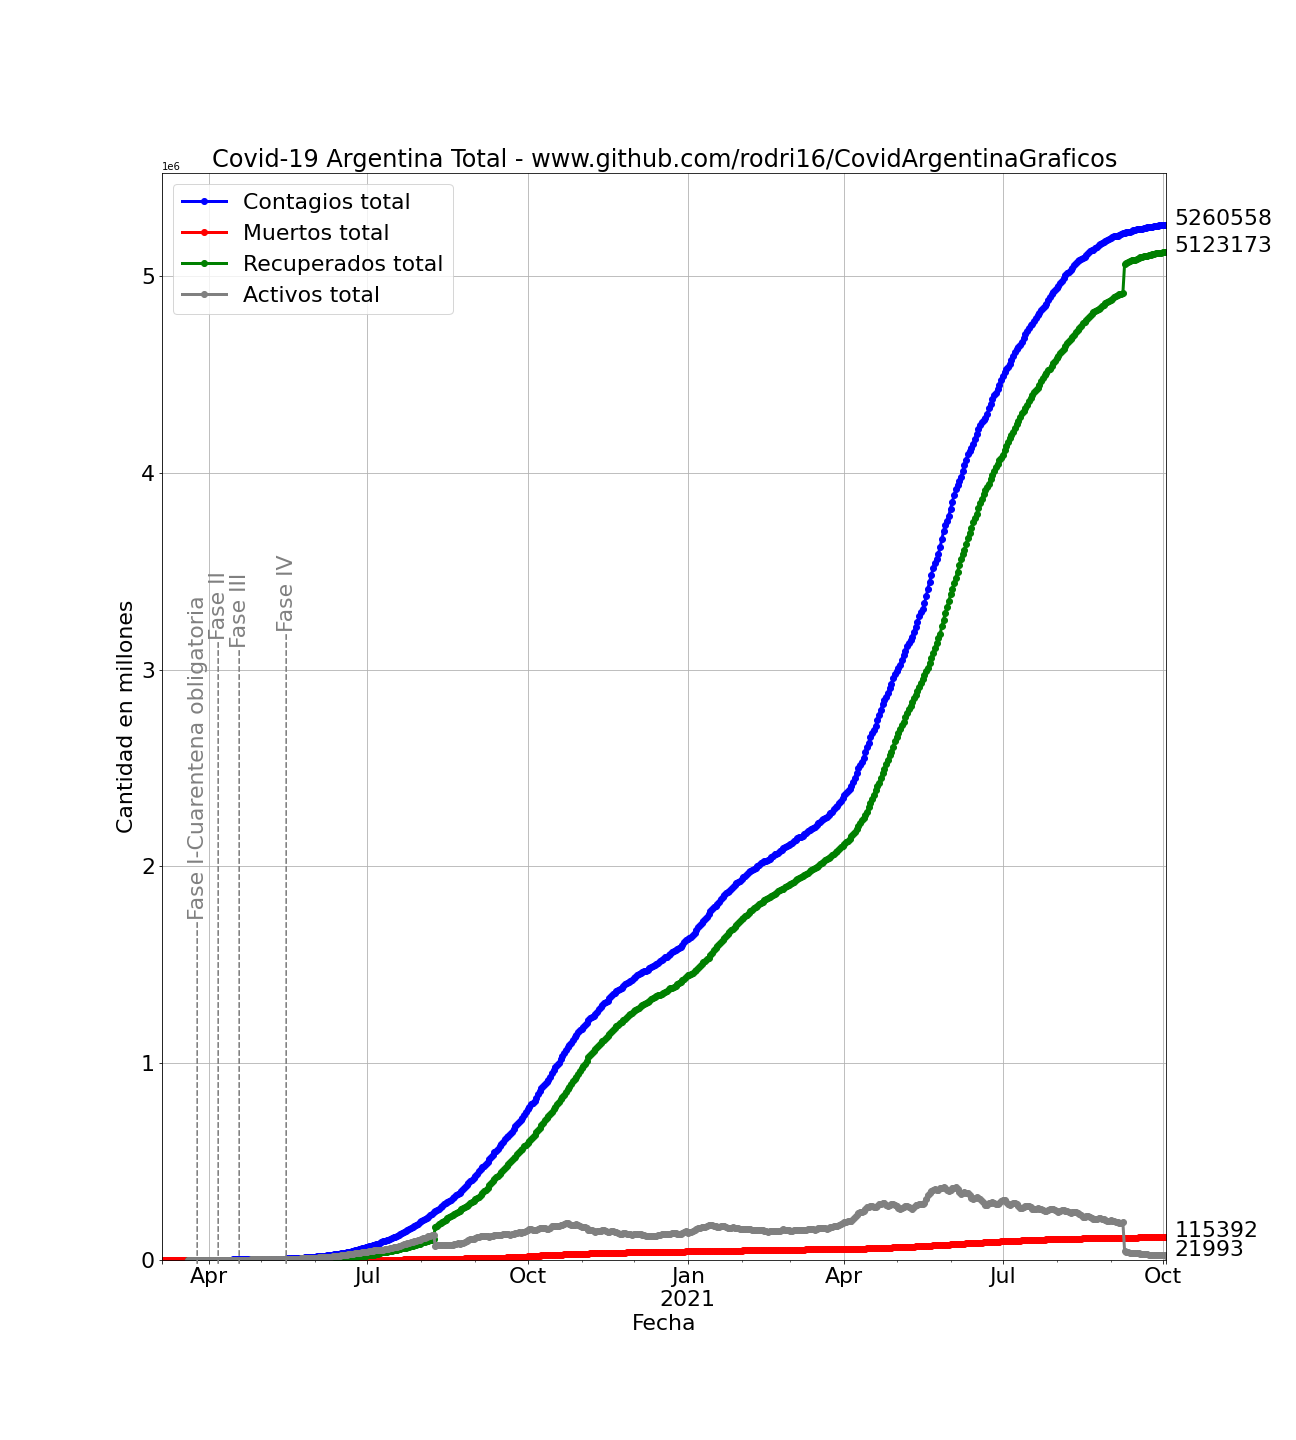 Covid-19 Argentina Total - www.github.com/rodri16/CovidArgentinaGraficos
1e6
Contagios total
Muertos total
Recuperados total
Activos total
5260558
5123173
5
4
3
2
1
0
Cantidad en millones
Fase I-Cuarentena obligatoria
Fase II
Fase III
Fase IV
115392
21993
Apr
Jul
Oct
Jan
2021
Apr
Jul
Oct
Fecha